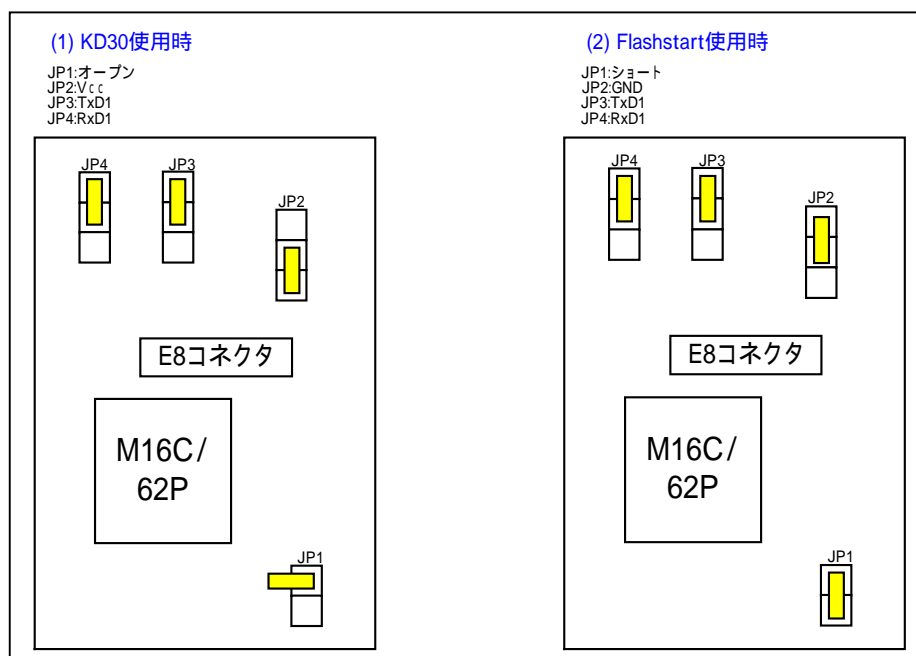 (1) KD30使用時
JP1:オープン
JP2:Vcc
JP3:TxD1
JP4:RxD1
JP4
JP3
JP2
E8コネクタ
M16C/
62P
JP1
(2) Flashstart使用時
JP1:ショート
JP2:GND
JP3:TxD1
JP4:RxD1
JP4
JP3
JP2
E8コネクタ
M16C/
62P
JP1